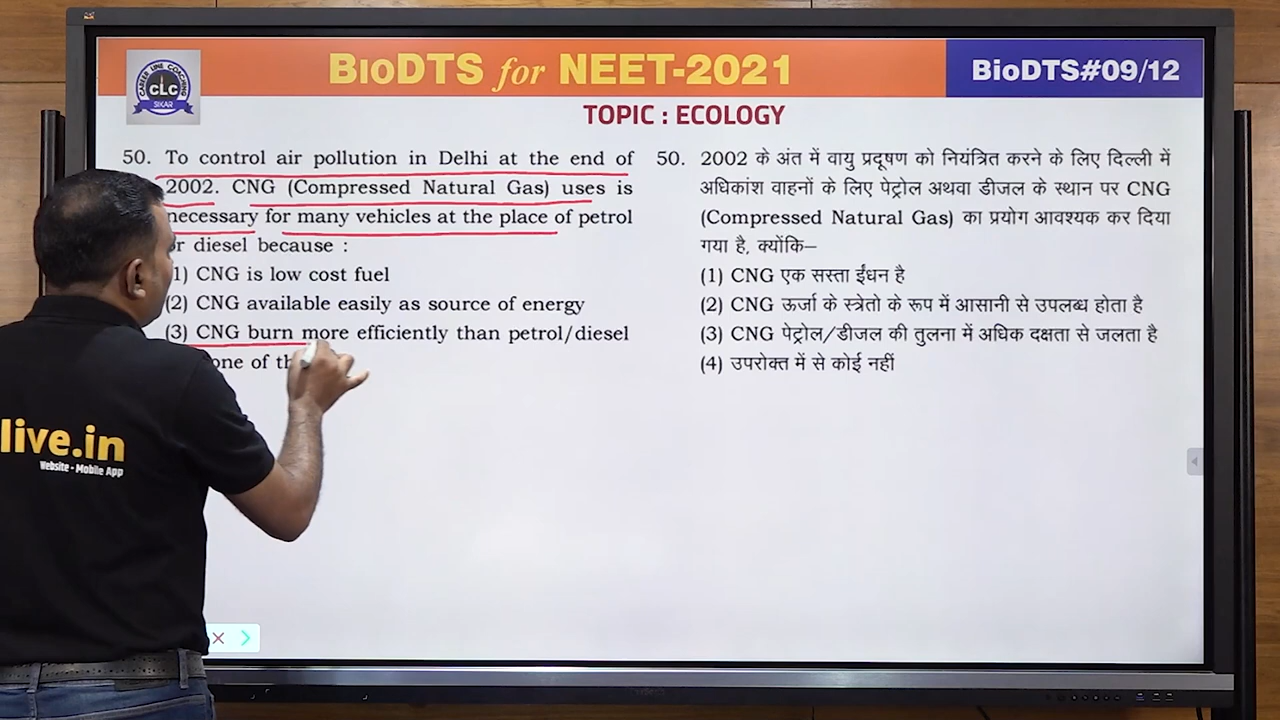 BioDTS for NEET-2021
BioDTS#09/12
CAREER LINE COACHING
CLC
SIKAR
TOPIC : ECOLOGY
50. To control air pollution in Delhi at the end of
2002. CNG (Compressed Natural Gas) uses is
necessary for many vehicles at the place of petrol
or diesel because :
1) CNG is low cost fuel
(2) CNG available easily as source of energy
(3) CNG burn more efficiently than petrol/diesel
one of th
50. 2002 के अंत में वायु प्रदूषण को नियंत्रित करने के लिए दिल्ली में
अधिकांश वाहनों के लिए पेट्रोल अथवा डीजल के स्थान पर CNG
(Compressed Natural Gas) का प्रयोग आवश्यक कर दिया
गया है, क्योंकि–
(1) CNG एक सस्ता ईंधन है
(2) CNG ऊर्जा के स्त्रेतो के रूप में आसानी से उपलब्ध होता है
(3) CNG पेट्रोल/डीजल की तुलना में अधिक दक्षता से जलता है
(4) उपरोक्त में से कोई नहीं
live.in
Website - Mobile App